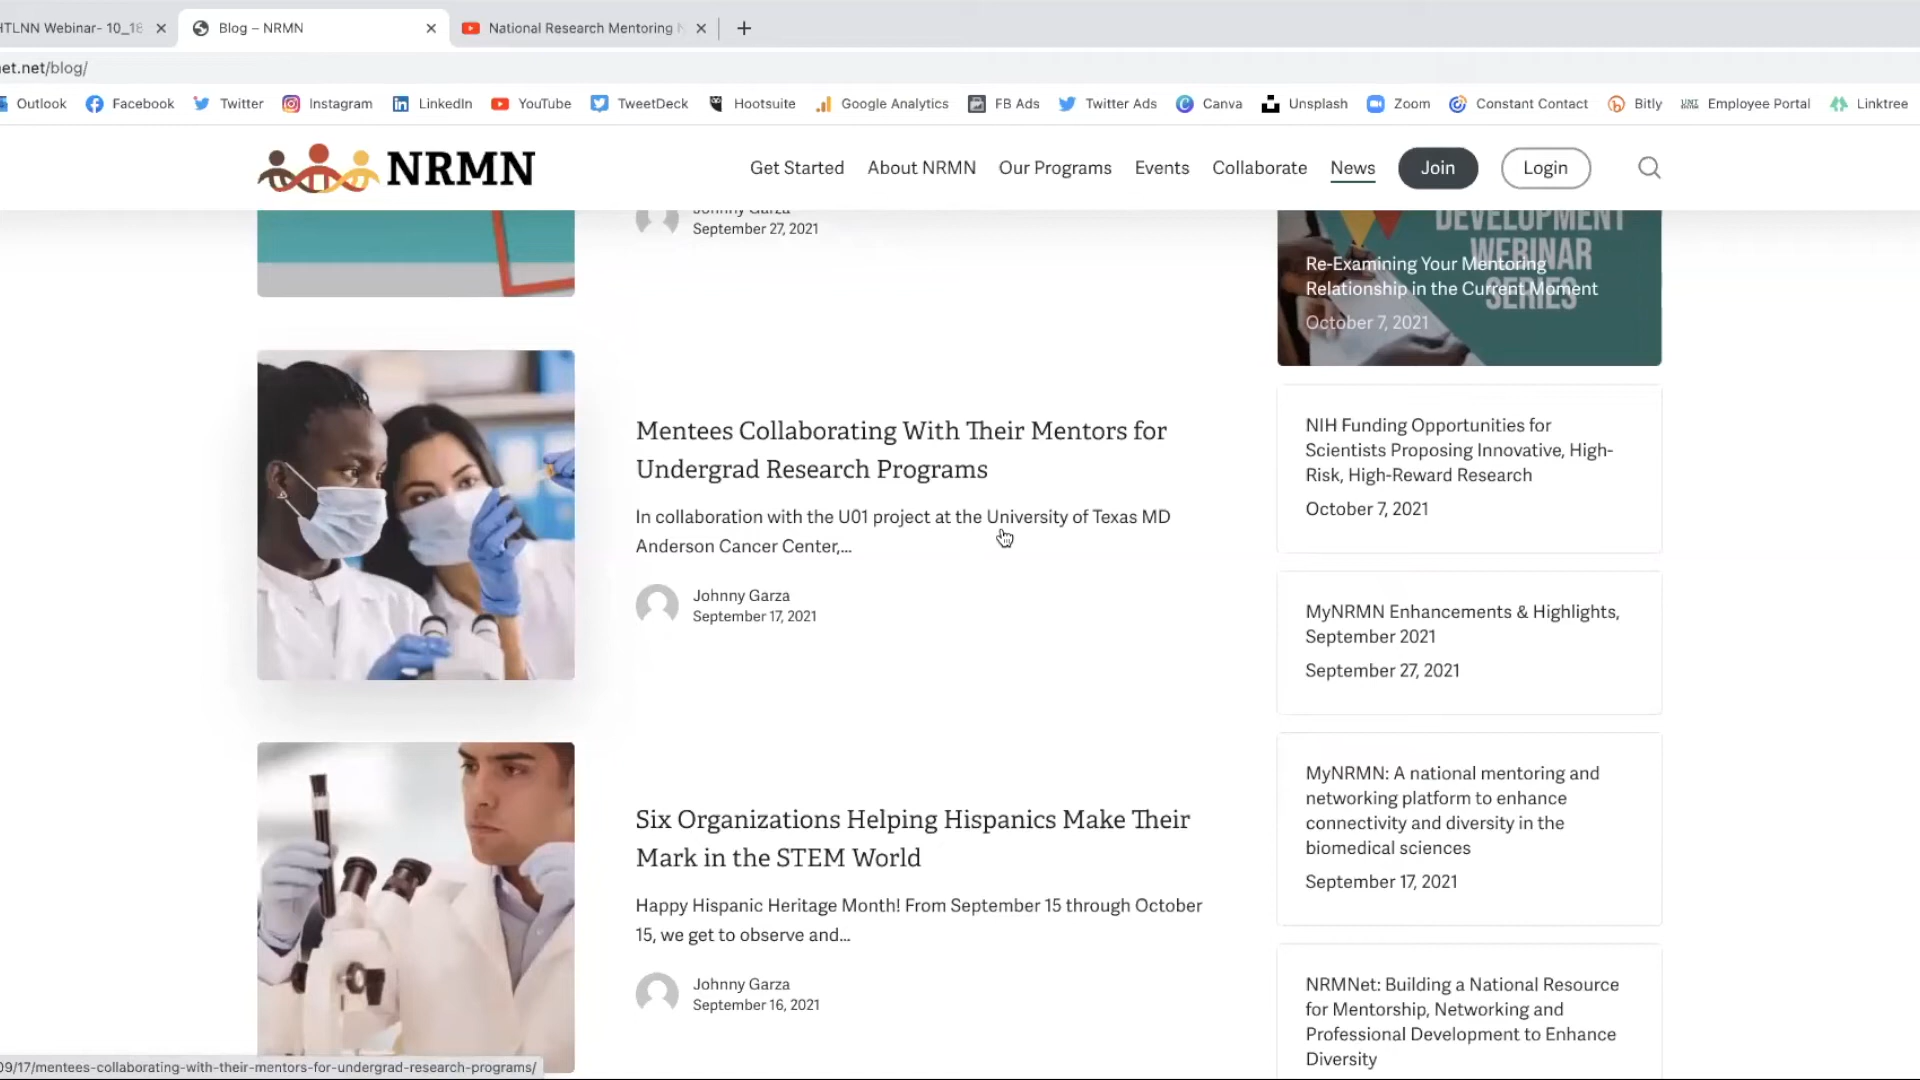 HTLNN Webinar- 10_18
Blog – NRMN
National Research Mentoring
et.net/blog/
Outlook
Facebook
Twitter
Instagram
LinkedIn
YouTube
TweetDeck
Hootsuite
Google Analytics
FB Ads
Twitter Ads
Canva
Unsplash
Zoom
Constant Contact
Bitly
Employee Portal
Linktree
NRMN
Get Started
About NRMN
Our Programs
Events
Collaborate
News
Join
Login
Johnny Garza
September 27, 2021
Mentees Collaborating With Their Mentors for
Undergrad Research Programs
In collaboration with the U01 project at the University of Texas MD
Anderson Cancer Center,...
Johnny Garza
September 17, 2021
Six Organizations Helping Hispanics Make Their
Mark in the STEM World
Happy Hispanic Heritage Month! From September 15 through October
15, we get to observe and...
Johnny Garza
September 16, 2021
DEVELOPMENT
WEBINAR
SERIES
Re-Examining Your Mentoring
Relationship in the Current Moment
October 7, 2021
NIH Funding Opportunities for
Scientists Proposing Innovative, High-
Risk, High-Reward Research
October 7, 2021
MyNRMN Enhancements & Highlights,
September 2021
September 27, 2021
MyNRMN: A national mentoring and
networking platform to enhance
connectivity and diversity in the
biomedical sciences
September 17, 2021
NRMNet: Building a National Resource
for Mentorship, Networking and
Professional Development to Enhance
Diversity
09/17/mentees-collaborating-with-their-mentors-for-undergrad-research-programs/